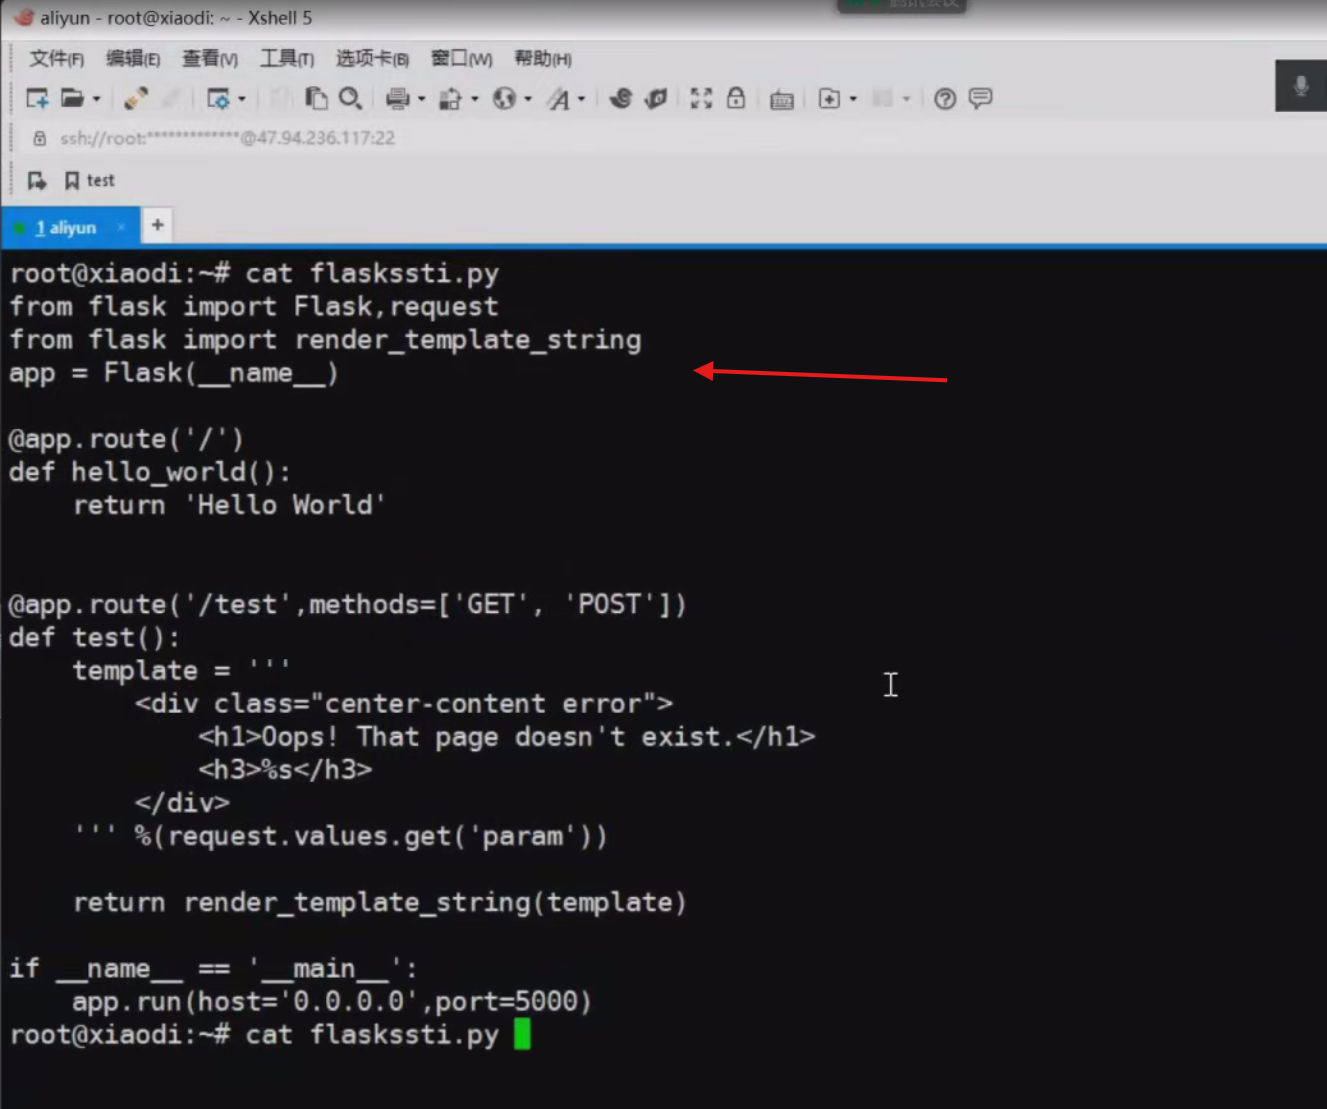 aliyun - root@xiaodi: ~ - Xshell 5
文件(F) 编辑(E) 查看(V) 工具(T) 选项卡(B) 窗口(W) 帮助(H)
ssh://root:*************@47.94.236.117:22
test
1 aliyun × +
root@xiaodi:~# cat flaskssti.py
from flask import Flask,request
from flask import render_template_string
app = Flask(__name__)
@app.route('/')
def hello_world():
    return 'Hello World'
@app.route('/test',methods=['GET', 'POST'])
def test():
    template = '''
        <div class="center-content error">
            <h1>Oops! That page doesn't exist.</h1>
            <h3>%s</h3>
        </div>
    ''' %(request.values.get('param'))
    return render_template_string(template)
if __name__ == '__main__':
    app.run(host='0.0.0.0',port=5000)
root@xiaodi:~# cat flaskssti.py